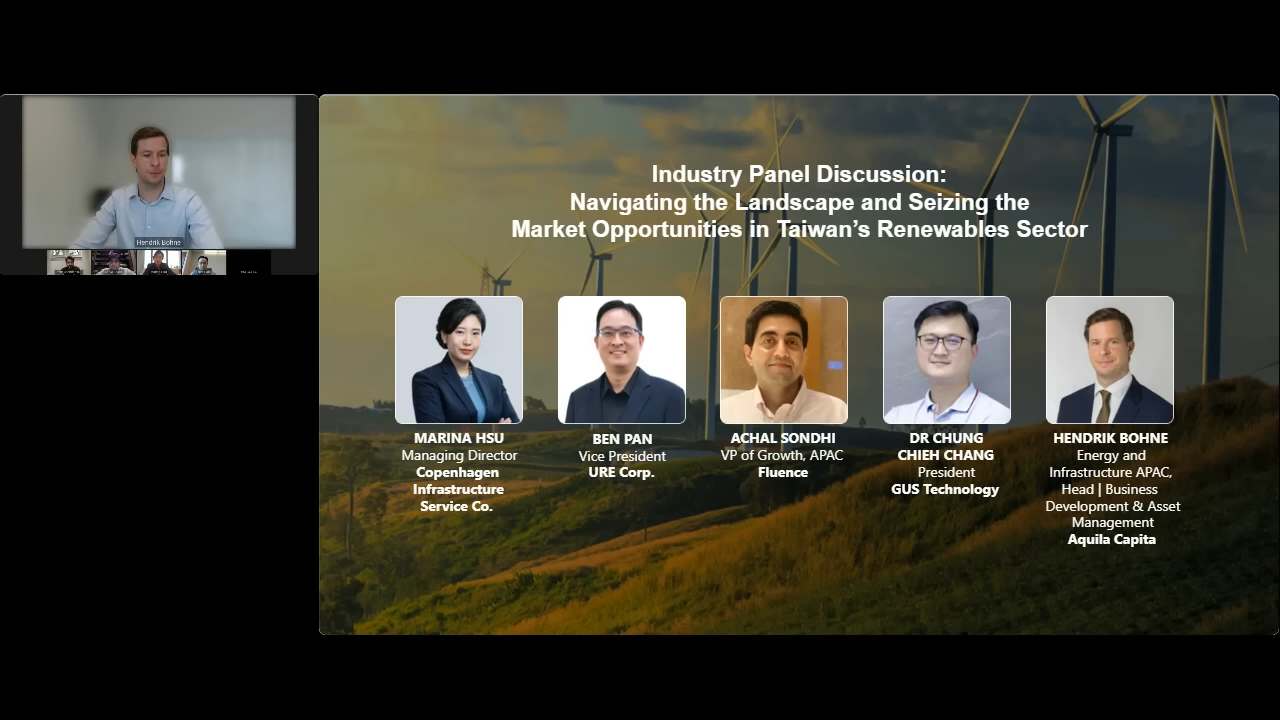 Hendrik Bohne
Industry Panel Discussion:
Navigating the Landscape and Seizing the
Market Opportunities in Taiwan's Renewables Sector
MARINA HSU
Managing Director
Copenhagen
Infrastructure
Service Co.
BEN PAN
Vice President
URE Corp.
ACHAL SONDHI
VP of Growth, APAC
Fluence
DR CHUNG
CHIEH CHANG
President
GUS Technology
HENDRIK BOHNE
Energy and
Infrastructure APAC,
Head | Business
Development & Asset
Management
Aquila Capita